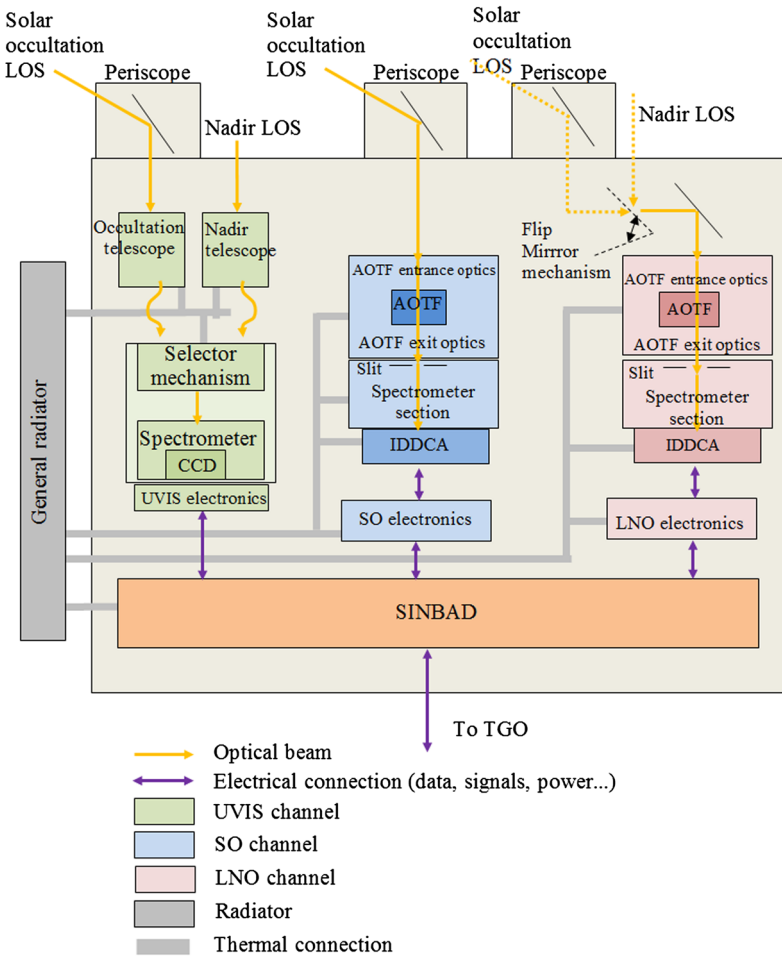 Solar
occultation
LOS
Periscope
Nadir LOS
Solar
occultation
LOS
Periscope
Solar
occultation
LOS
Periscope
Nadir LOS
Occultation
telescope
Nadir
telescope
Flip
Mirrror
mechanism
General radiator
Selector
mechanism
Spectrometer
CCD
UVIS electronics
AOTF entrance optics
AOTF
AOTF exit optics
Slit
Spectrometer
section
IDDCA
SO electronics
AOTF entrance optics
AOTF
AOTF exit optics
Slit
Spectrometer
section
IDDCA
LNO electronics
SINBAD
To TGO
Optical beam
Electrical connection (data, signals, power...)
UVIS channel
SO channel
LNO channel
Radiator
Thermal connection